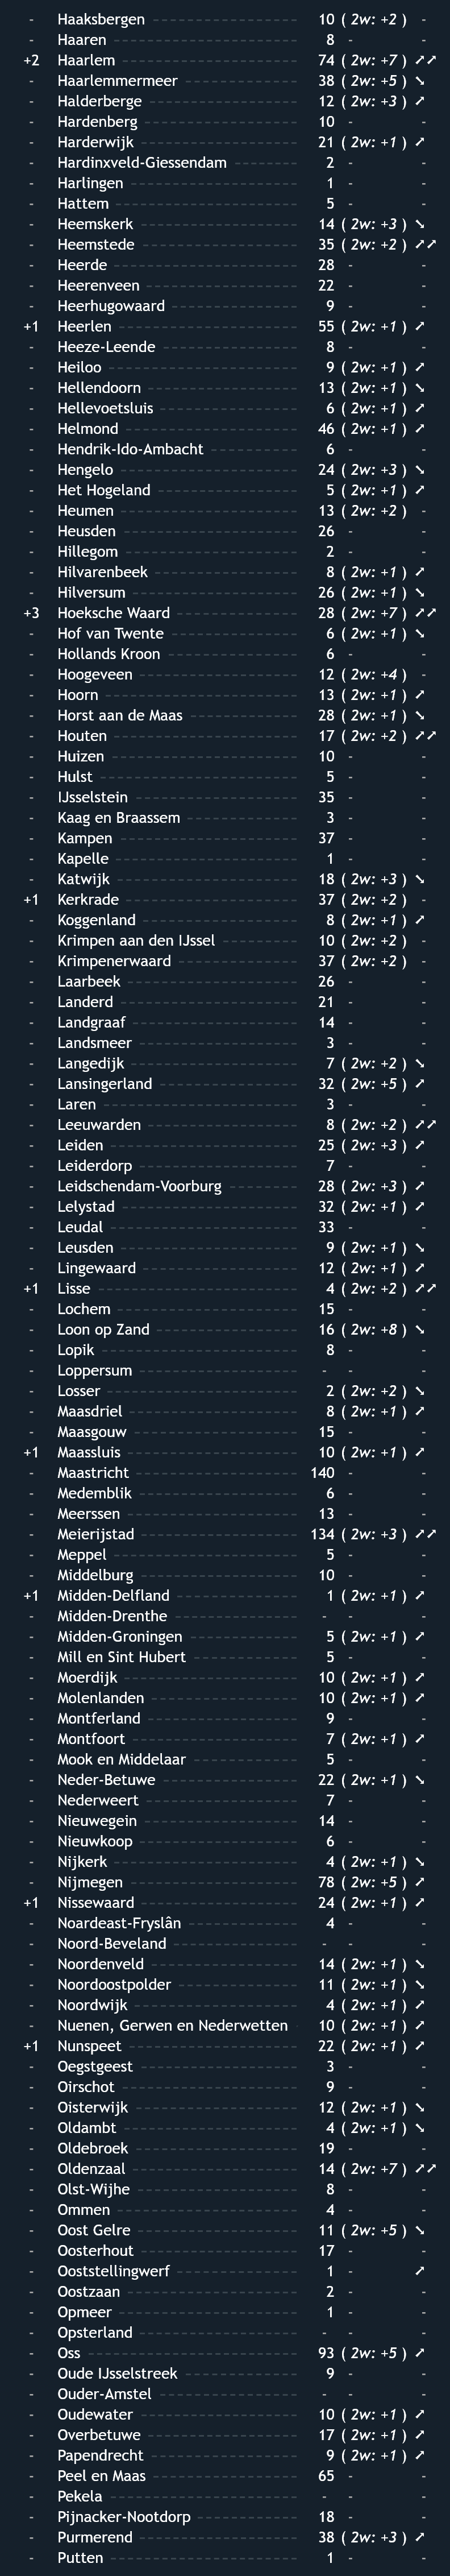 - Haaksbergen 10 ( 2w: +2 ) -
- Haaren 8 - -
+2 Haarlem 74 ( 2w: +7 ) ➚➚
- Haarlemmermeer 38 ( 2w: +5 ) ➘
- Halderberge 12 ( 2w: +3 ) ➚
- Hardenberg 10 - -
- Harderwijk 21 ( 2w: +1 ) ➚
- Hardinxveld-Giessendam 2 - -
- Harlingen 1 - -
- Hattem 5 - -
- Heemskerk 14 ( 2w: +3 ) ➘
- Heemstede 35 ( 2w: +2 ) ➚➚
- Heerde 28 - -
- Heerenveen 22 - -
- Heerhugowaard 9 - -
+1 Heerlen 55 ( 2w: +1 ) ➚
- Heeze-Leende 8 - -
- Heiloo 9 ( 2w: +1 ) ➚
- Hellendoorn 13 ( 2w: +1 ) ➘
- Hellevoetsluis 6 ( 2w: +1 ) ➚
- Helmond 46 ( 2w: +1 ) ➚
- Hendrik-Ido-Ambacht 6 - -
- Hengelo 24 ( 2w: +3 ) ➘
- Het Hogeland 5 ( 2w: +1 ) ➚
- Heumen 13 ( 2w: +2 ) -
- Heusden 26 - -
- Hillegom 2 - -
- Hilvarenbeek 8 ( 2w: +1 ) ➚
- Hilversum 26 ( 2w: +1 ) ➘
+3 Hoeksche Waard 28 ( 2w: +7 ) ➚➚
- Hof van Twente 6 ( 2w: +1 ) ➘
- Hollands Kroon 6 - -
- Hoogeveen 12 ( 2w: +4 ) -
- Hoorn 13 ( 2w: +1 ) ➚
- Horst aan de Maas 28 ( 2w: +1 ) ➘
- Houten 17 ( 2w: +2 ) ➚➚
- Huizen 10 - -
- Hulst 5 - -
- IJsselstein 35 - -
- Kaag en Braassem 3 - -
- Kampen 37 - -
- Kapelle 1 - -
- Katwijk 18 ( 2w: +3 ) ➘
+1 Kerkrade 37 ( 2w: +2 ) -
- Koggenland 8 ( 2w: +1 ) ➚
- Krimpen aan den IJssel 10 ( 2w: +2 ) -
- Krimpenerwaard 37 ( 2w: +2 ) -
- Laarbeek 26 - -
- Landerd 21 - -
- Landgraaf 14 - -
- Landsmeer 3 - -
- Langedijk 7 ( 2w: +2 ) ➘
- Lansingerland 32 ( 2w: +5 ) ➚
- Laren 3 - -
- Leeuwarden 8 ( 2w: +2 ) ➚➚
- Leiden 25 ( 2w: +3 ) ➚
- Leiderdorp 7 - -
- Leidschendam-Voorburg 28 ( 2w: +3 ) ➚
- Lelystad 32 ( 2w: +1 ) ➚
- Leudal 33 - -
- Leusden 9 ( 2w: +1 ) ➘
- Lingewaard 12 ( 2w: +1 ) ➚
+1 Lisse 4 ( 2w: +2 ) ➚➚
- Lochem 15 - -
- Loon op Zand 16 ( 2w: +8 ) ➘
- Lopik 8 - -
- Loppersum - - -
- Losser 2 ( 2w: +2 ) ➘
- Maasdriel 8 ( 2w: +1 ) ➚
- Maasgouw 15 - -
+1 Maassluis 10 ( 2w: +1 ) ➚
- Maastricht 140 - -
- Medemblik 6 - -
- Meerssen 13 - -
- Meierijstad 134 ( 2w: +3 ) ➚➚
- Meppel 5 - -
- Middelburg 10 - -
+1 Midden-Delfland 1 ( 2w: +1 ) ➚
- Midden-Drenthe - - -
- Midden-Groningen 5 ( 2w: +1 ) ➚
- Mill en Sint Hubert 5 - -
- Moerdijk 10 ( 2w: +1 ) ➚
- Molenlanden 10 ( 2w: +1 ) ➚
- Montferland 9 - -
- Montfoort 7 ( 2w: +1 ) ➚
- Mook en Middelaar 5 - -
- Neder-Betuwe 22 ( 2w: +1 ) ➘
- Nederweert 7 - -
- Nieuwegein 14 - -
- Nieuwkoop 6 - -
- Nijkerk 4 ( 2w: +1 ) ➘
- Nijmegen 78 ( 2w: +5 ) ➚
+1 Nissewaard 24 ( 2w: +1 ) ➚
- Noardeast-Fryslân 4 - -
- Noord-Beveland - - -
- Noordenveld 14 ( 2w: +1 ) ➘
- Noordoostpolder 11 ( 2w: +1 ) ➘
- Noordwijk 4 ( 2w: +1 ) ➚
- Nuenen, Gerwen en Nederwetten 10 ( 2w: +1 ) ➚
+1 Nunspeet 22 ( 2w: +1 ) ➚
- Oegstgeest 3 - -
- Oirschot 9 - -
- Oisterwijk 12 ( 2w: +1 ) ➘
- Oldambt 4 ( 2w: +1 ) ➘
- Oldebroek 19 - -
- Oldenzaal 14 ( 2w: +7 ) ➚➚
- Olst-Wijhe 8 - -
- Ommen 4 - -
- Oost Gelre 11 ( 2w: +5 ) ➘
- Oosterhout 17 - -
- Ooststellingwerf 1 ➚
- Oostzaan 2 - -
- Opmeer 1 - -
- Opsterland - - -
- Oss 93 ( 2w: +5 ) ➚
- Oude IJsselstreek 9 - -
- Ouder-Amstel - - -
- Oudewater 10 ( 2w: +1 ) ➚
- Overbetuwe 17 ( 2w: +1 ) ➚
- Papendrecht 9 ( 2w: +1 ) ➚
- Peel en Maas 65 - -
- Pekela - - -
- Pijnacker-Nootdorp 18 - -
- Purmerend 38 ( 2w: +3 ) ➚
- Putten 1 - -